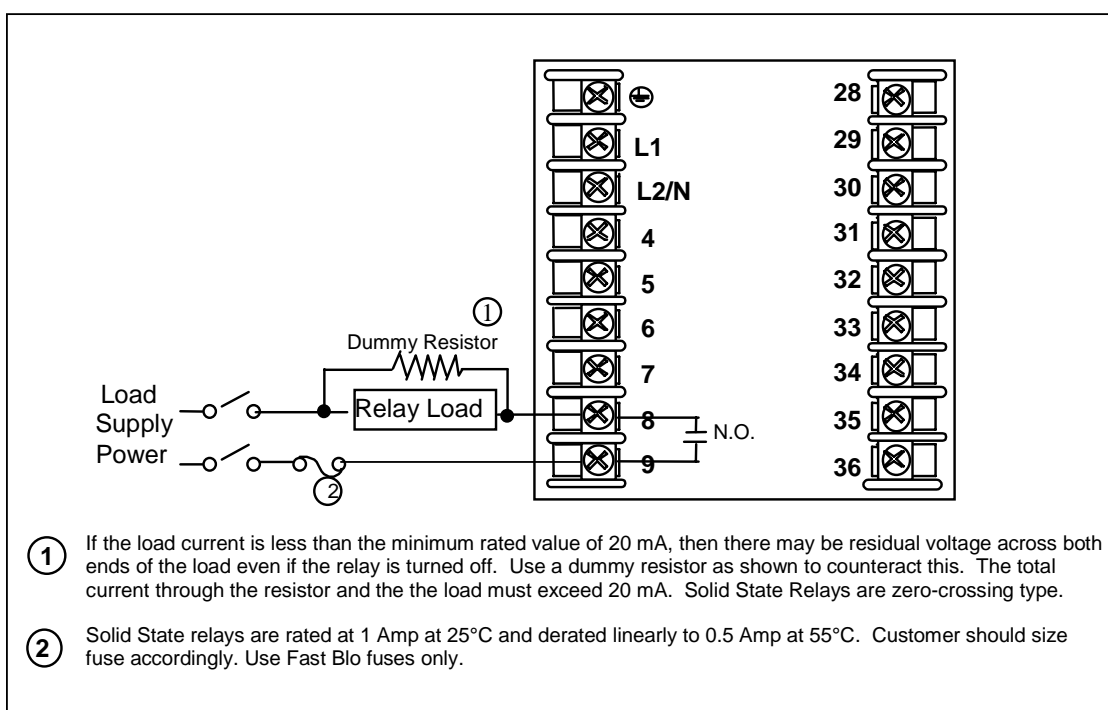 28
L1
29
L2/N
30
4
31
5
32
①
6
33
Dummy Resistor
7
34
Load
Supply
Power
Relay Load
8
35
N.O.
9
36
②
① If the load current is less than the minimum rated value of 20 mA, then there may be residual voltage across both
ends of the load even if the relay is turned off.  Use a dummy resistor as shown to counteract this.  The total
current through the resistor and the the load must exceed 20 mA.  Solid State Relays are zero-crossing type.
② Solid State relays are rated at 1 Amp at 25°C and derated linearly to 0.5 Amp at 55°C.  Customer should size
fuse accordingly. Use Fast Blo fuses only.